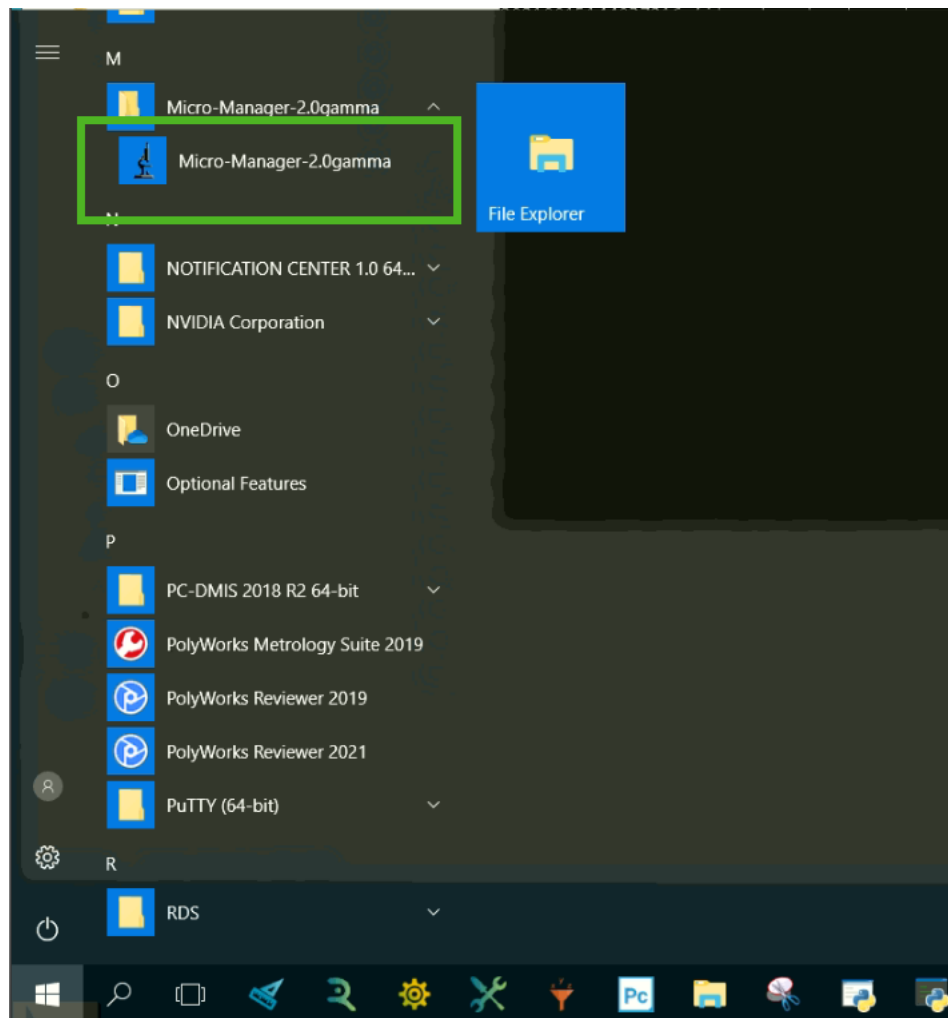 M
Micro-Manager-2.0gamma
Micro-Manager-2.0gamma
File Explorer
NOTIFICATION CENTER 1.0 64...
NVIDIA Corporation
O
OneDrive
Optional Features
P
PC-DMIS 2018 R2 64-bit
PolyWorks Metrology Suite 2019
PolyWorks Reviewer 2019
PolyWorks Reviewer 2021
PuTTY (64-bit)
R
RDS
Pc